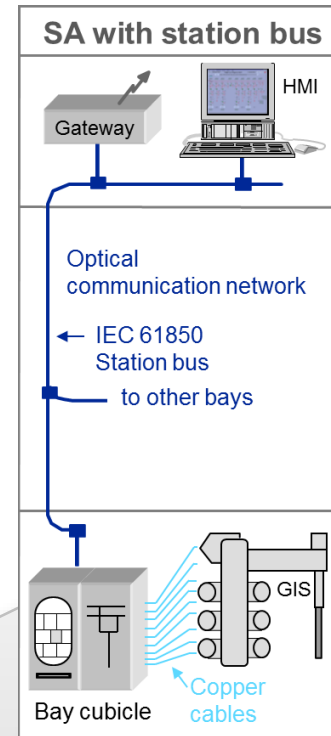 SA with station bus
HMI
Gateway
Optical
communication network
IEC 61850
Station bus
to other bays
GIS
Copper
cables
Bay cubicle